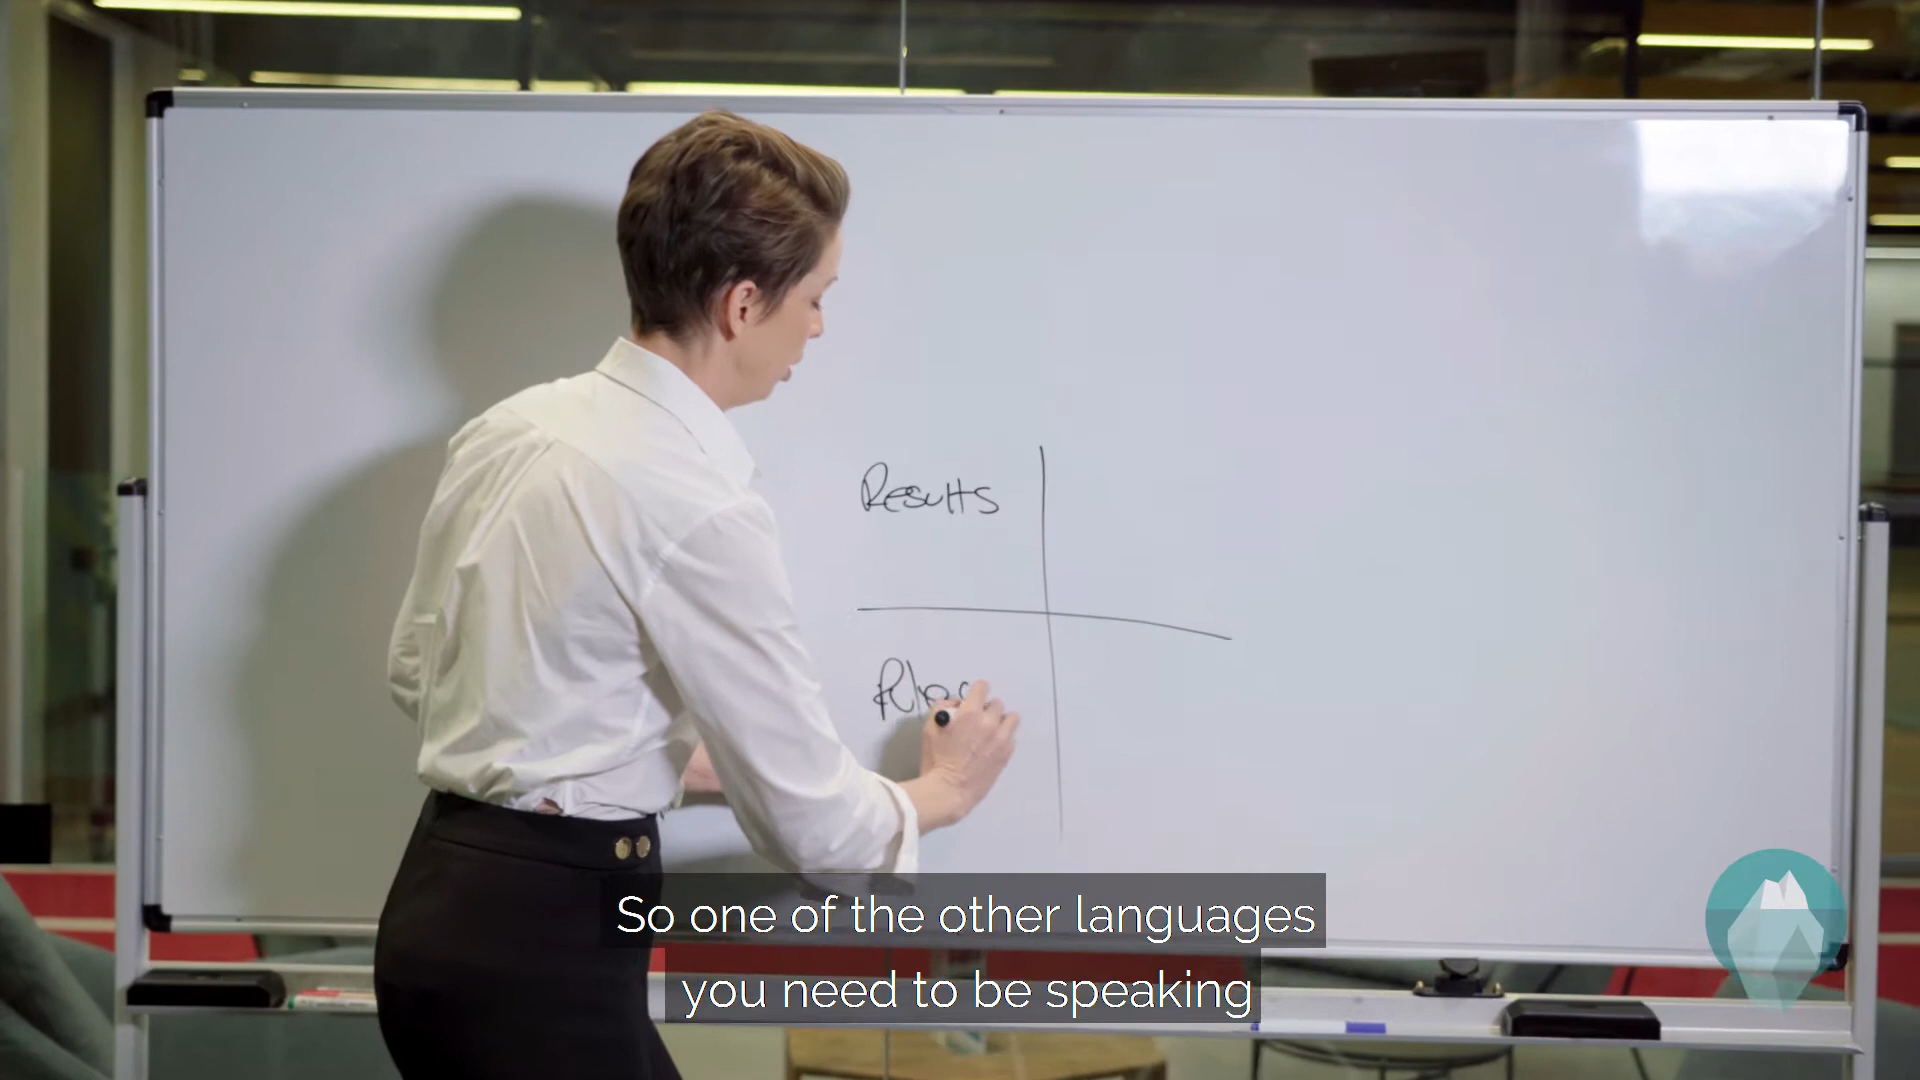 Results
So one of the other languages
you need to be speaking